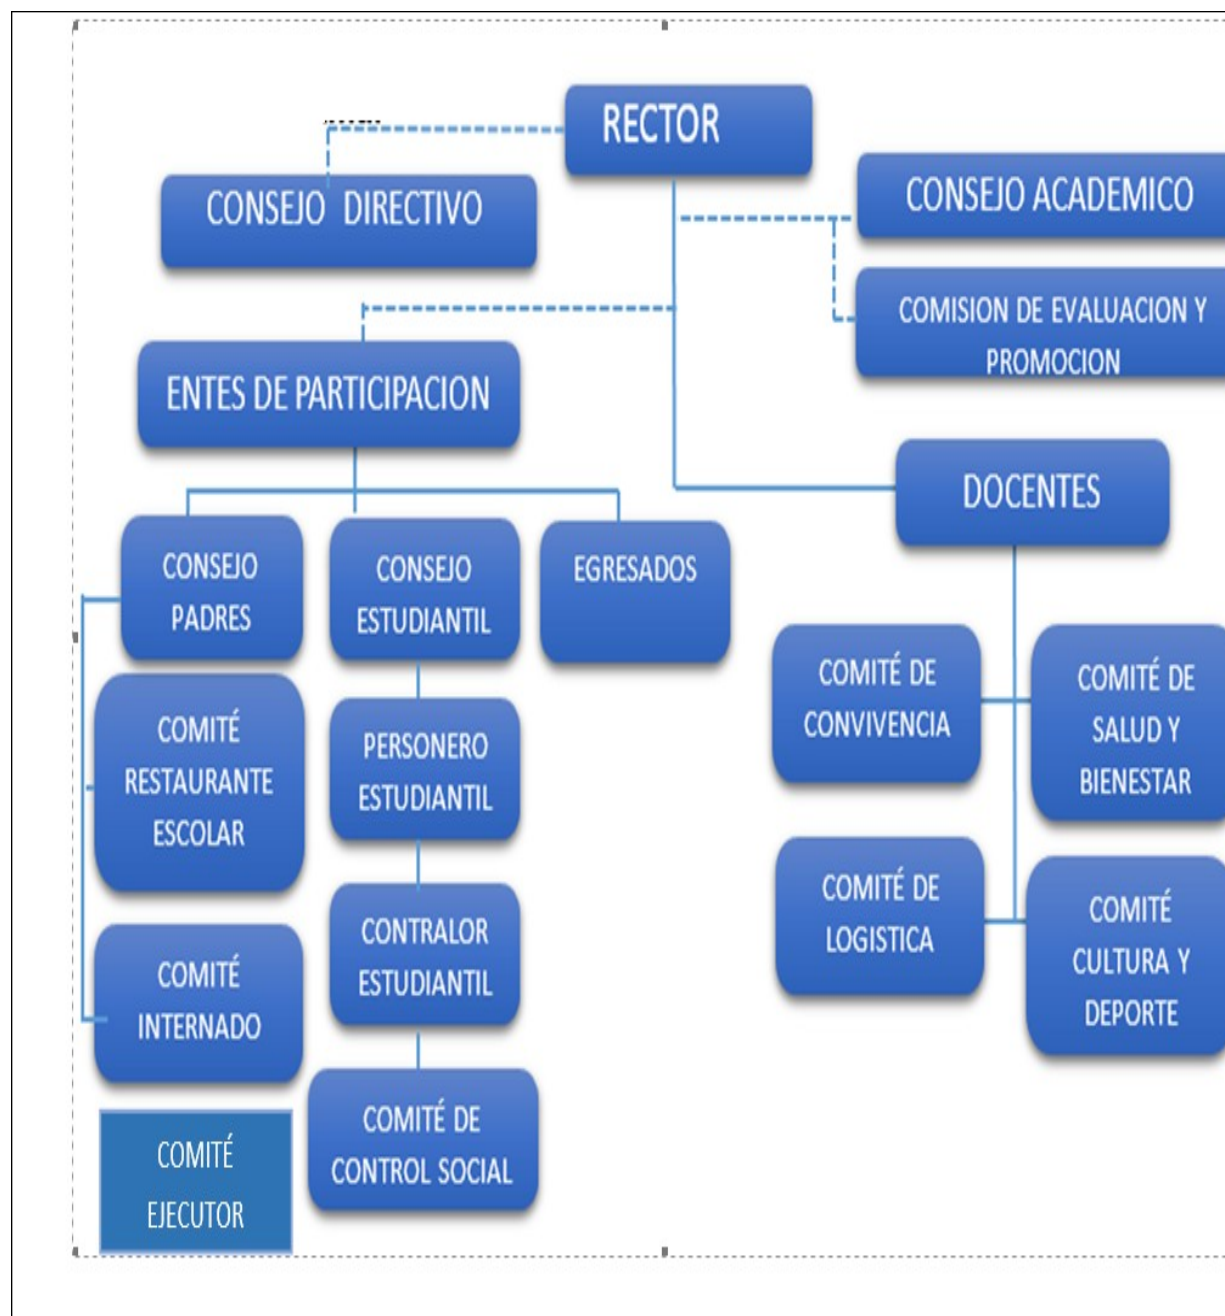 RECTOR
CONSEJO DIRECTIVO
CONSEJO ACADEMICO
COMISION DE EVALUACION Y
PROMOCION
ENTES DE PARTICIPACION
DOCENTES
CONSEJO
PADRES
CONSEJO
ESTUDIANTIL
EGRESADOS
COMITÉ
RESTAURANTE
ESCOLAR
PERSONERO
ESTUDIANTIL
COMITÉ DE
CONVIVENCIA
COMITÉ DE
SALUD Y
BIENESTAR
COMITÉ
INTERNADO
CONTRALOR
ESTUDIANTIL
COMITÉ DE
LOGISTICA
COMITÉ
CULTURA Y
DEPORTE
COMITÉ
EJECUTOR
COMITÉ DE
CONTROL SOCIAL